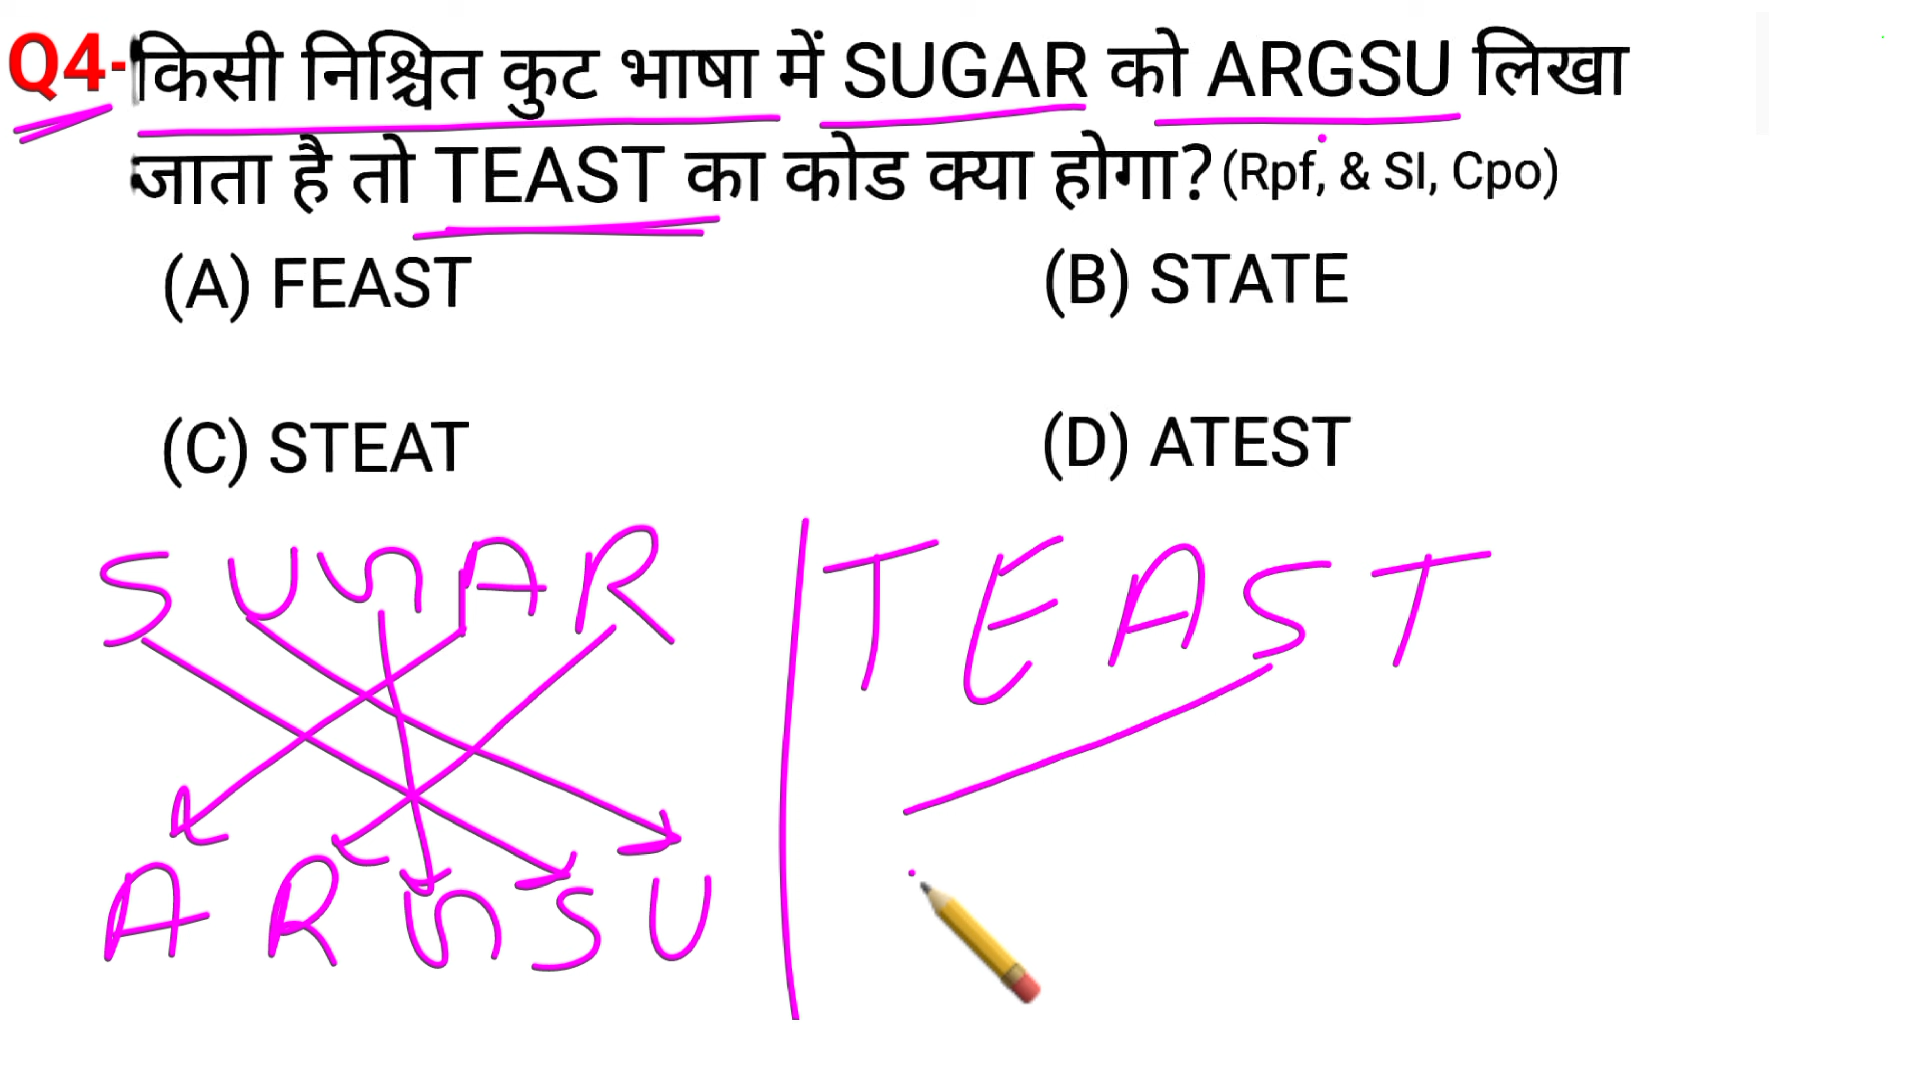 Q4-किसी निश्चित कुट भाषा में SUGAR को ARGSU लिखा
जाता है तो TEAST का कोड क्या होगा? (Rpf, & SI, Cpo)
(A) FEAST (B) STATE
(C) STEAT (D) ATEST
SUGAR TEAST
ARGSU